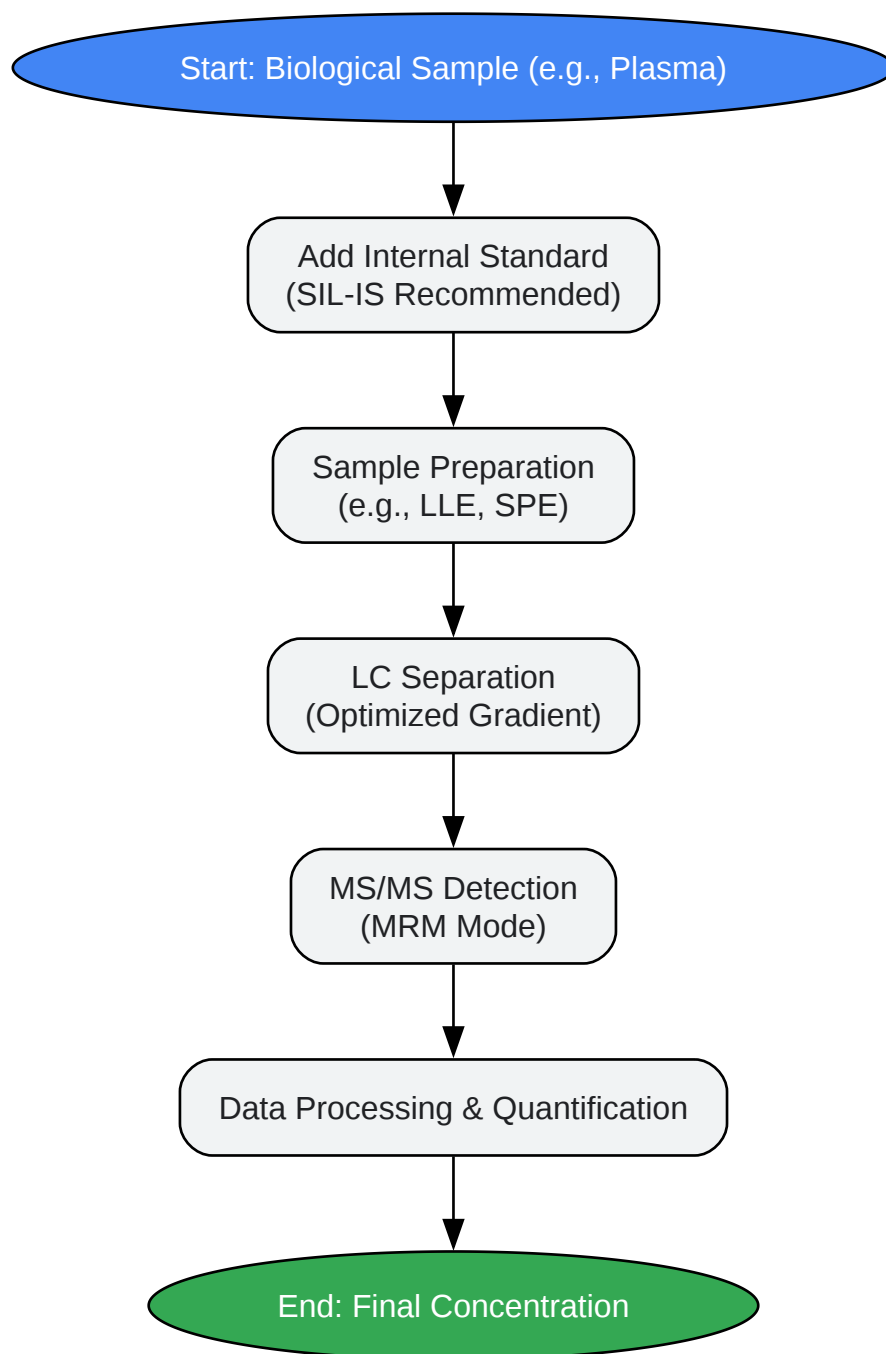 Start: Biological Sample (e.g., Plasma)
Add Internal Standard
(SIL-IS Recommended)
Sample Preparation
(e.g., LLE, SPE)
LC Separation
(Optimized Gradient)
MS/MS Detection
(MRM Mode)
Data Processing & Quantification
End: Final Concentration